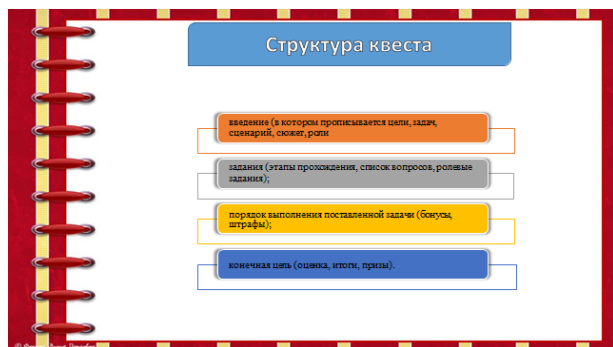 Структура квеста
введение (в котором прописывается цели, задач,
сценарий, сюжет, роли
задания (этапы прохождения, список вопросов, ролевые
задания);
порядок выполнения поставленной задачи (бонусы,
штрафы);
конечная цель (оценка, итоги, призы).